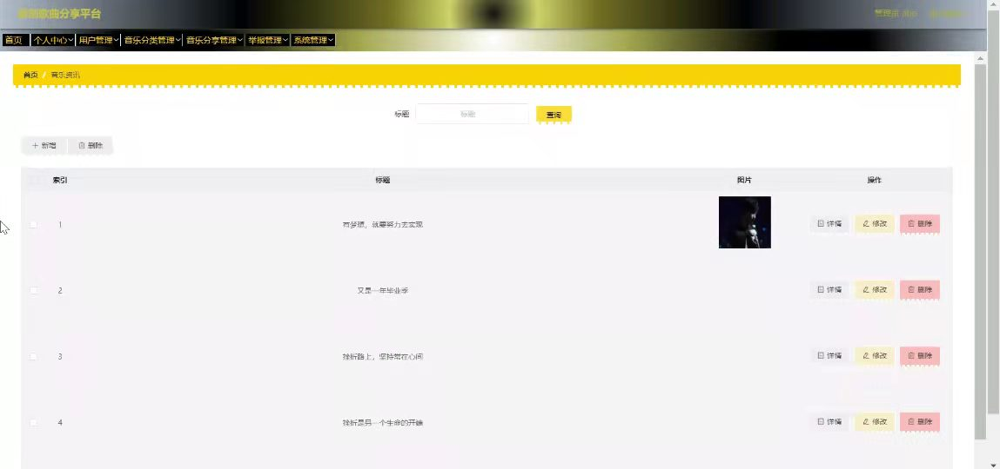 歌曲分享平台
管理员 abo
首页 个人中心 用户管理 音乐分类管理 音乐分享管理 举报管理 系统管理
首页 / 音乐资讯
标题 标题 查询
+ 新增 删除
索引 标题 图片 操作
1 有梦想，就要努力去实现 详情 修改 删除
2 又是一年毕业季 详情 修改 删除
3 挫折路上，坚持常在心间 详情 修改 删除
4 挫折是另一个生命的开端 详情 修改 删除